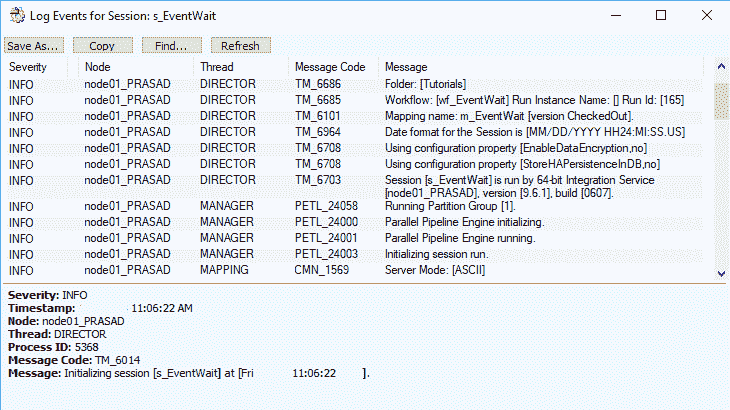 Log Events for Session: s_EventWait
Save As... Copy Find... Refresh
Severity Node Thread Message Code Message
INFO node01_PRASAD DIRECTOR TM_6686 Folder: [Tutorials]
INFO node01_PRASAD DIRECTOR TM_6685 Workflow: [wf_EventWait] Run Instance Name: [] Run Id: [165]
INFO node01_PRASAD DIRECTOR TM_6101 Mapping name: m_EventWait [version CheckedOut].
INFO node01_PRASAD DIRECTOR TM_6964 Date format for the Session is [MM/DD/YYYY HH24:MI:SS.US]
INFO node01_PRASAD DIRECTOR TM_6708 Using configuration property [EnableDataEncryption,no]
INFO node01_PRASAD DIRECTOR TM_6708 Using configuration property [StoreHAPersistenceInDB,no]
INFO node01_PRASAD DIRECTOR TM_6703 Session [s_EventWait] is run by 64-bit Integration Service
[node01_PRASAD], version [9.6.1], build [0607].
INFO node01_PRASAD MANAGER PETL_24058 Running Partition Group [1].
INFO node01_PRASAD MANAGER PETL_24000 Parallel Pipeline Engine initializing.
INFO node01_PRASAD MANAGER PETL_24001 Parallel Pipeline Engine running.
INFO node01_PRASAD MANAGER PETL_24003 Initializing session run.
INFO node01_PRASAD MAPPING CMN_1569 Server Mode: [ASCII]
Severity: INFO
Timestamp: 11:06:22 AM
Node: node01_PRASAD
Thread: DIRECTOR
Process ID: 5368
Message Code: TM_6014
Message: Initializing session [s_EventWait] at [Fri 11:06:22 ].